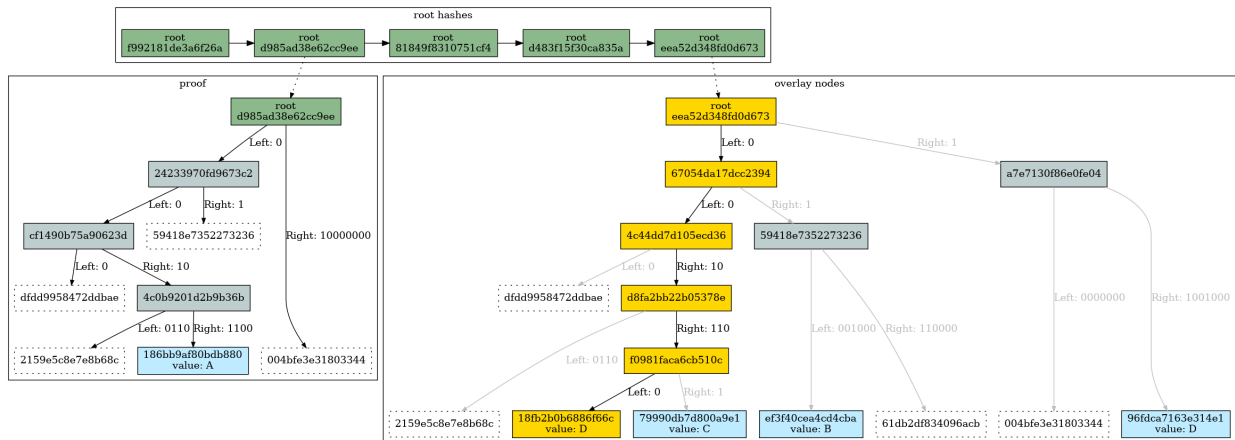 root hashes
root
f992181de3a6f26a
root
d985ad38e62cc9ee
root
81849f8310751cf4
root
d483f15f30ca835a
root
eea52d348fd0d673
proof
root
d985ad38e62cc9ee
Left: 0
24233970fd9673c2
Left: 0
Right: 1
Right: 10000000
cf1490b75a90623d
59418e7352273236
Left: 0
Right: 10
dfdd9958472ddbae
4c0b9201d2b9b36b
Left: 0110
Right: 1100
2159e5c8e7e8b68c
186bb9af80bdb880
value: A
004bfe3e31803344
overlay nodes
root
eea52d348fd0d673
Left: 0
Right: 1
67054da17dcc2394
a7e7130f86e0fe04
Left: 0
Right: 1
4c44dd7d105ecd36
59418e7352273236
Left: 0
Right: 10
dfdd9958472ddbae
d8fa2bb22b05378e
Left: 001000
Right: 110000
Left: 0000000
Right: 1001000
Left: 0110
Right: 110
f0981faca6cb510c
Left: 0
Right: 1
2159e5c8e7e8b68c
18fb2b0b6886f66c
value: D
79990db7d800a9e1
value: C
ef3f40cea4cd4cba
value: B
61db2df834096acb
004bfe3e31803344
96fdca7163e314e1
value: D